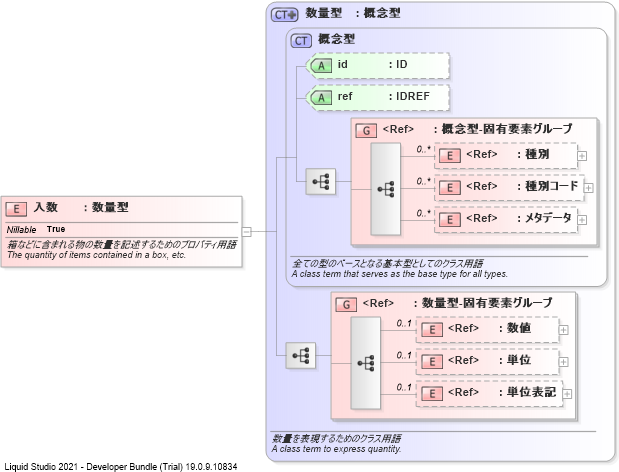 CT 数量型 : 概念型
CT 概念型
A id : ID
A ref : IDREF
G <Ref> : 概念型-固有要素グループ
0..* E <Ref> : 種別
0..* E <Ref> : 種別コード
0..* E <Ref> : メタデータ
全ての型のベースとなる基本型としてのクラス用語
A class term that serves as the base type for all types.
E 入数 : 数量型
Nillable True
箱などに含まれる物の数量を記述するためのプロパティ用語
The quantity of items contained in a box, etc.
G <Ref> : 数量型-固有要素グループ
0..1 E <Ref> : 数値
0..1 E <Ref> : 単位
0..1 E <Ref> : 単位表記
数量を表現するためのクラス用語
A class term to express quantity.
Liquid Studio 2021 - Developer Bundle (Trial) 19.0.9.10834